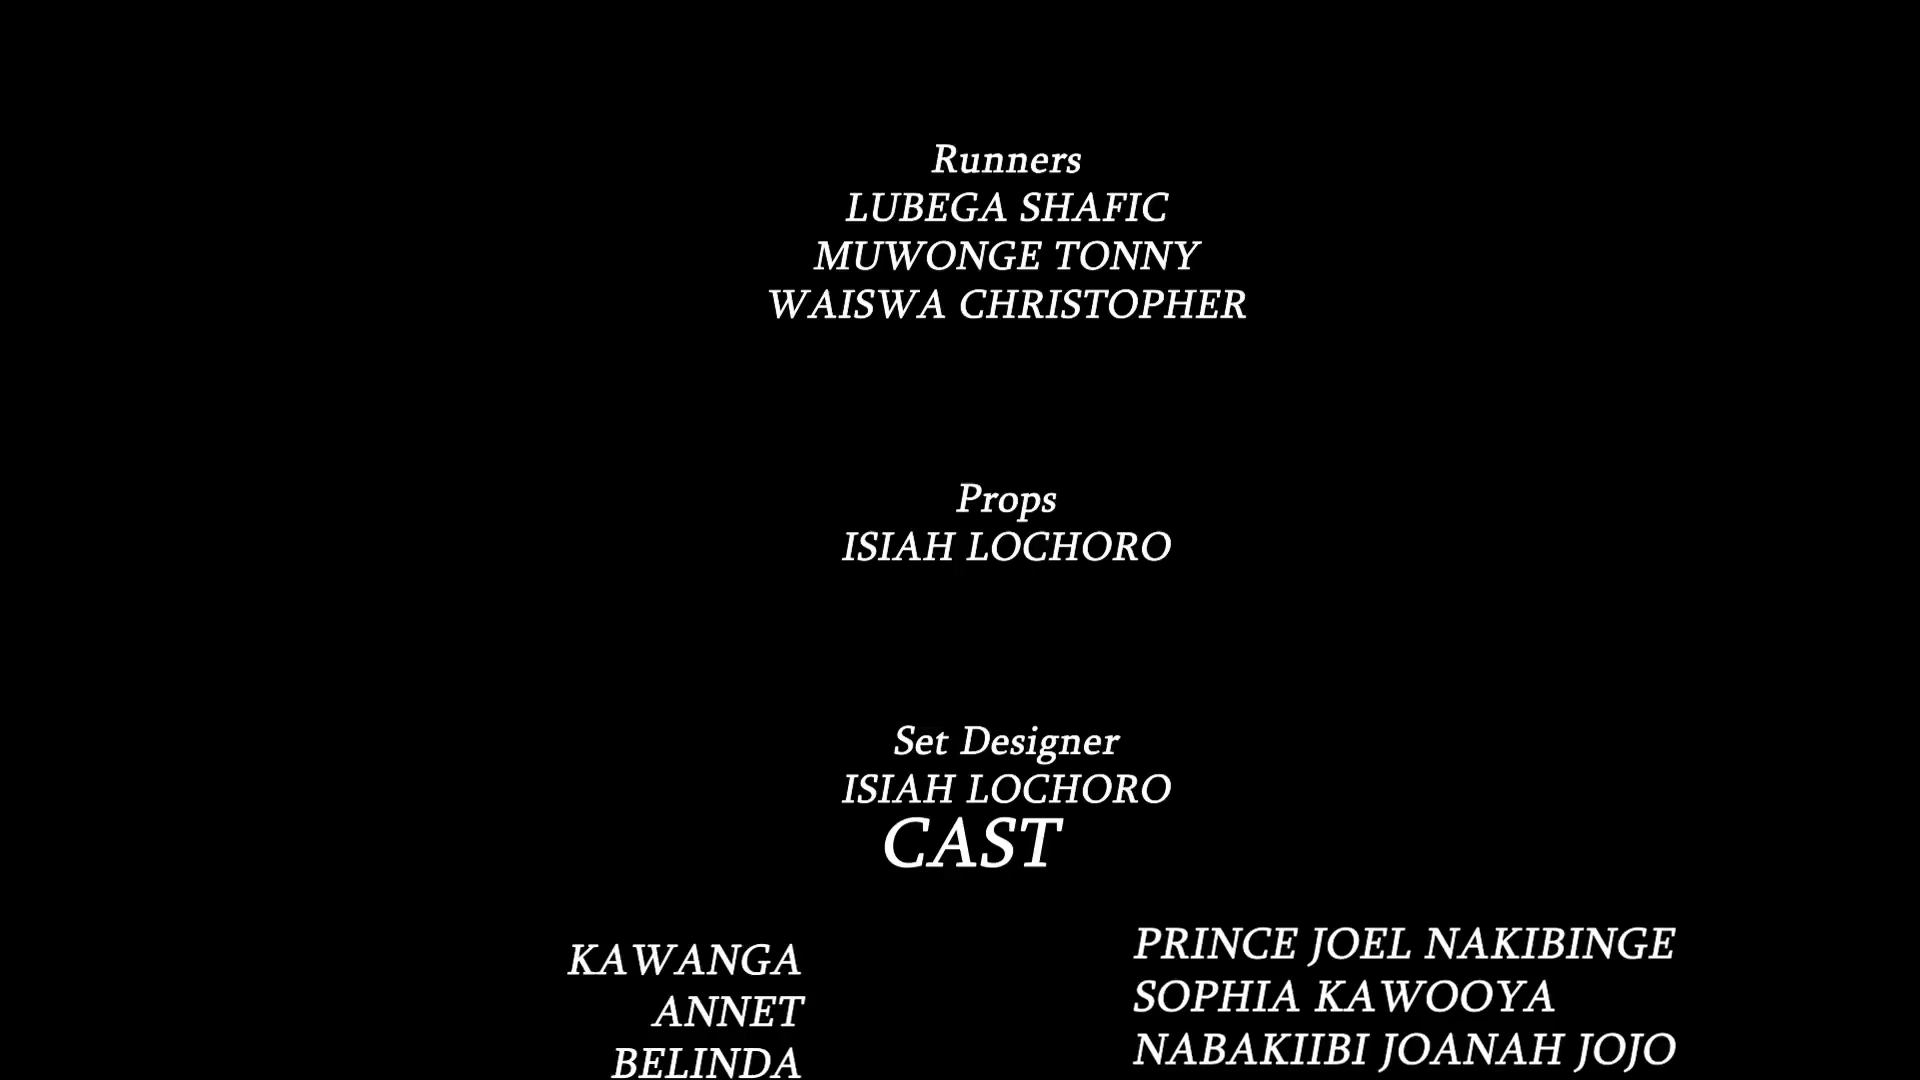 Runners
LUBEGA SHAFIC
MUWONGE TONNY
WAISWA CHRISTOPHER
Props
ISIAH LOCHORO
Set Designer
ISIAH LOCHORO
CAST
KAWANGA PRINCE JOEL NAKIBINGE
ANNET SOPHIA KAWOOYA
BELINDA NABAKIIBI JOANAH JOJO